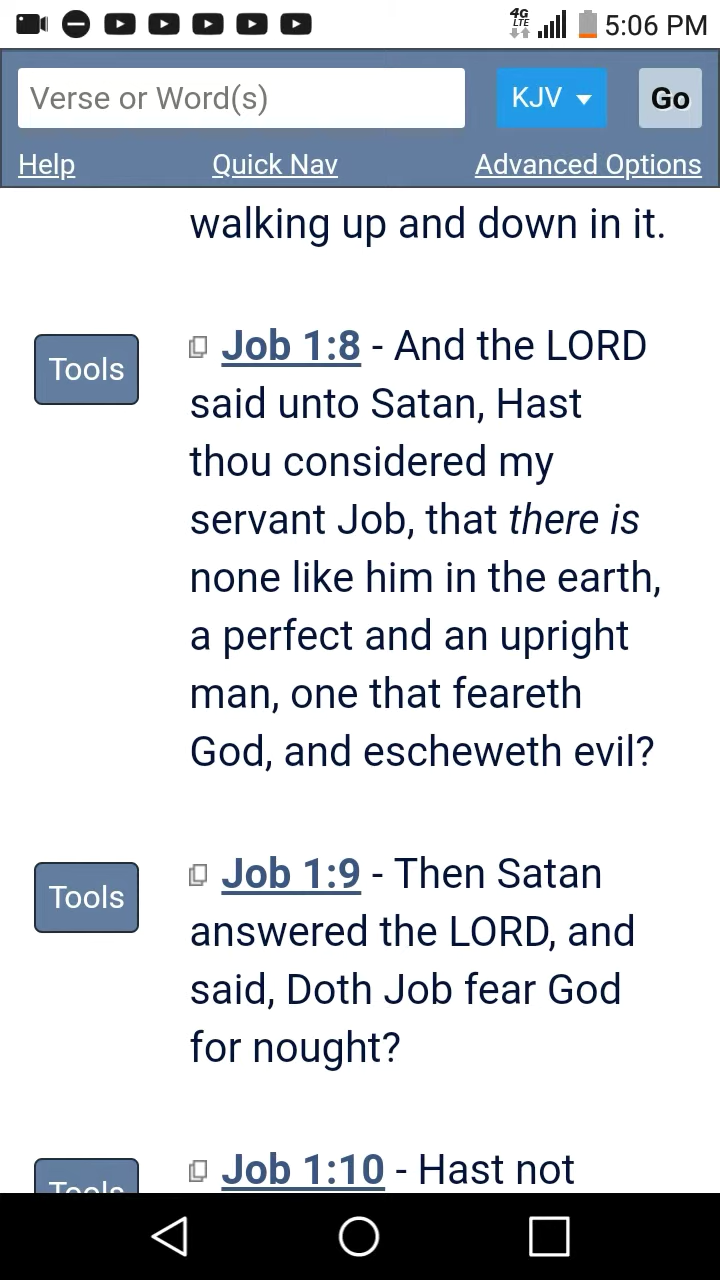 4G LTE 5:06 PM
Verse or Word(s) KJV Go
Help Quick Nav Advanced Options
walking up and down in it.
Tools Job 1:8 - And the LORD
said unto Satan, Hast
thou considered my
servant Job, that there is
none like him in the earth,
a perfect and an upright
man, one that feareth
God, and escheweth evil?
Tools Job 1:9 - Then Satan
answered the LORD, and
said, Doth Job fear God
for nought?
Tools Job 1:10 - Hast not